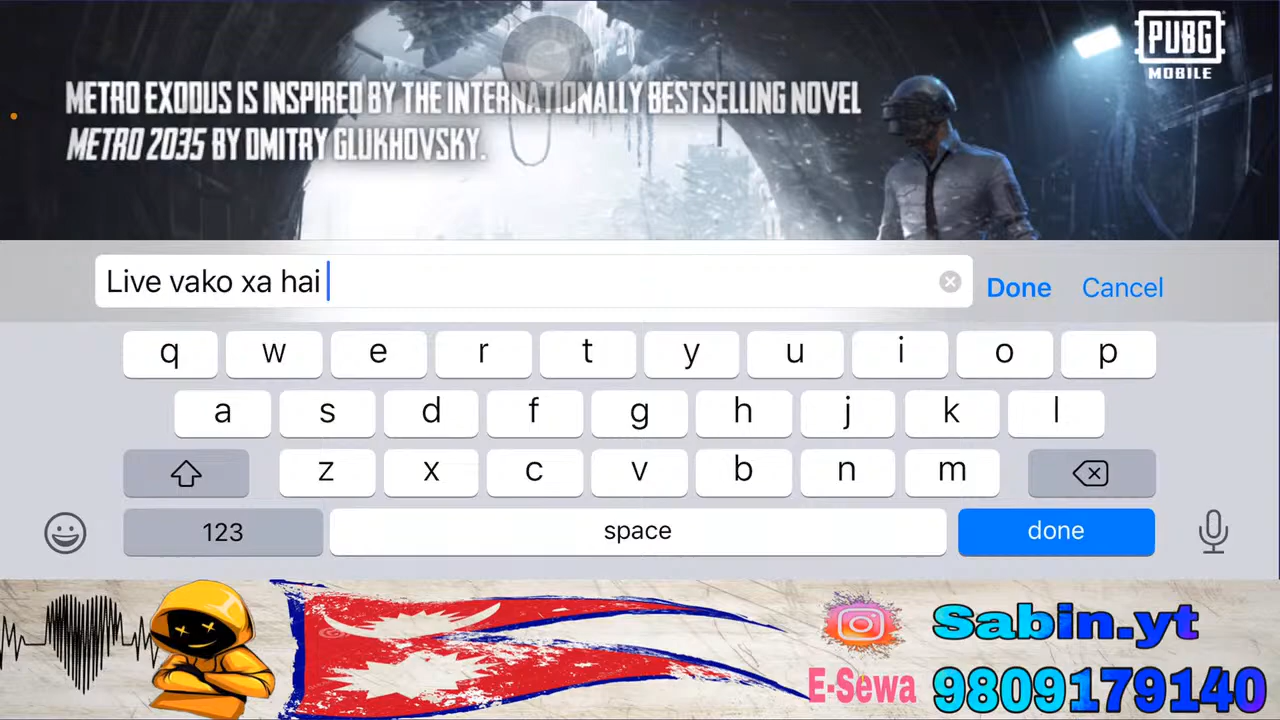 PUBG
MOBILE
METRO EXODUS IS INSPIRED BY THE INTERNATIONALLY BESTSELLING NOVEL
METRO 2035 BY DMITRY GLUKHOVSKY.
Live vako xa hai
Done
Cancel
q w e r t y u i o p
a s d f g h j k l
z x c v b n m
123 space done
Sabin.yt
E-Sewa 9809179140